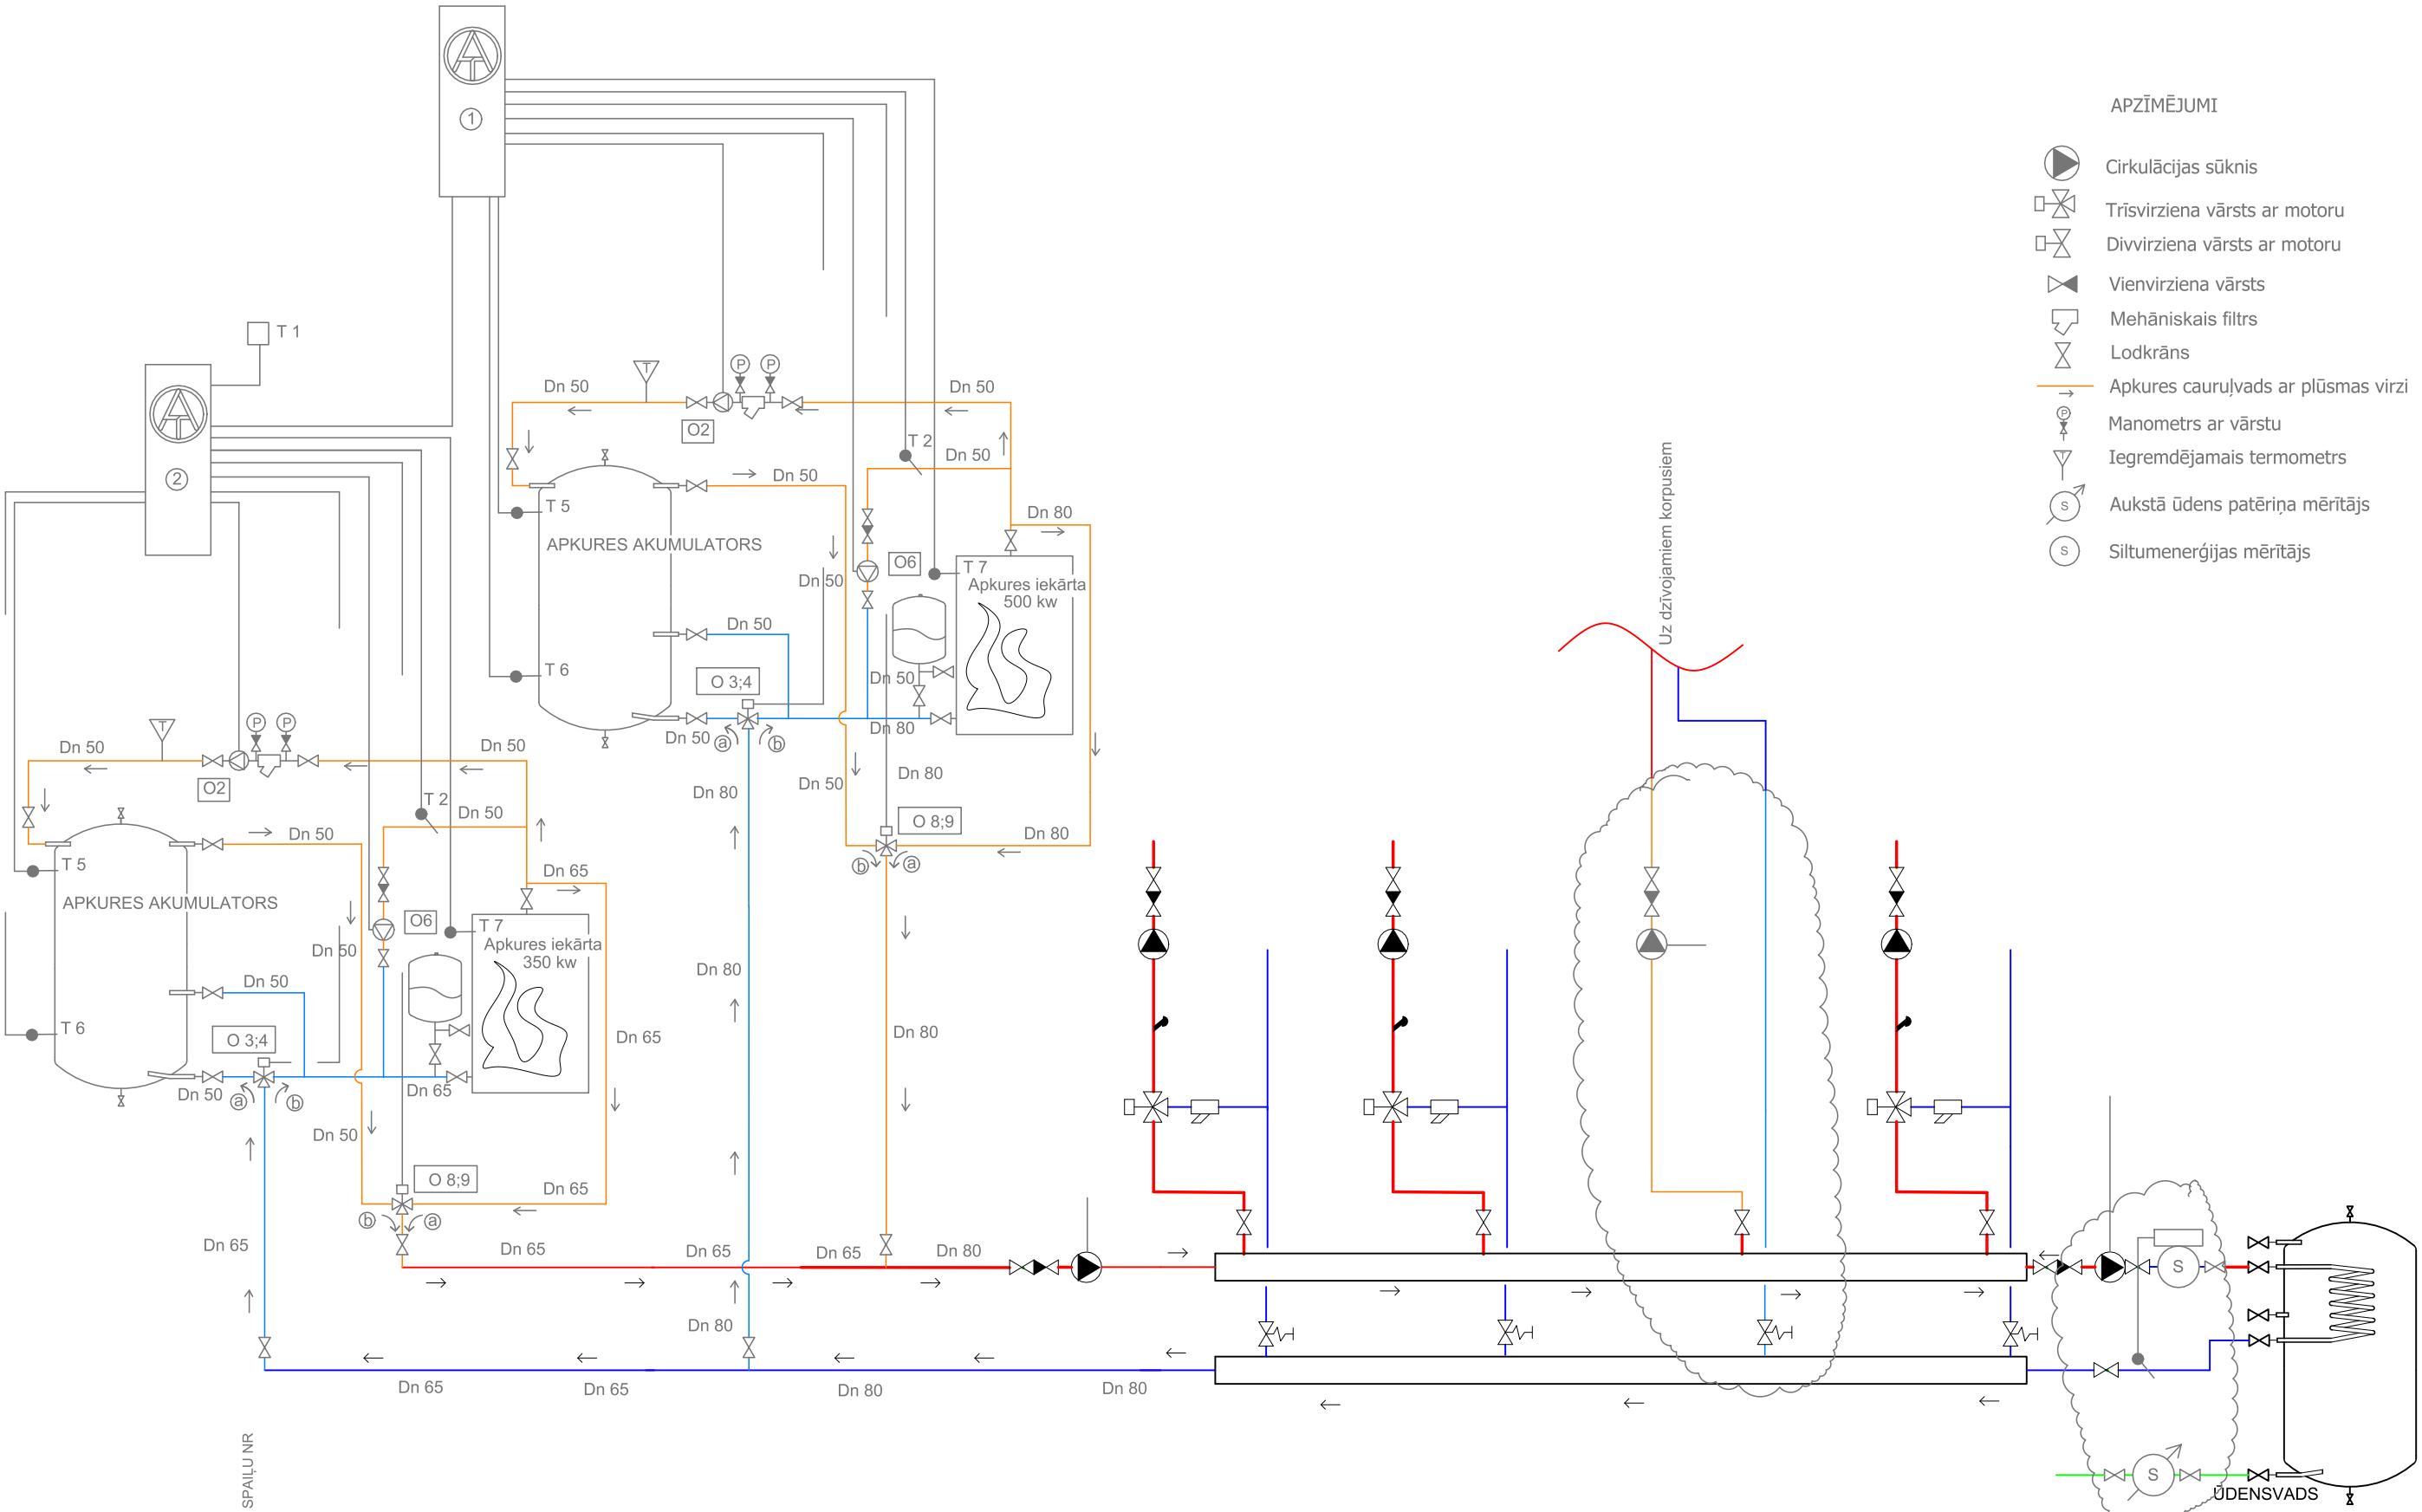 1
APZĪMĒJUMI
Cirkulācijas sūknis
Trīsvirziena vārsts ar motoru
Divvirziena vārsts ar motoru
Vienvirziena vārsts
Mehāniskais filtrs
Lodkrāns
Apkures cauruļvads ar plūsmas virzi
P
Manometrs ar vārstu
T
Iegremdējamais termometrs
S
Aukstā ūdens patēriņa mērītājs
S
Siltumenerģijas mērītājs
T 1
2
T
P
P
Dn 50
Dn 50
O2
T 2
Dn 50
Dn 50
T 5
APKURES AKUMULATORS
Dn 80
O6
Dn 50
T 7
Apkures iekārta
500 kw
Dn 50
T 6
O 3;4
Dn 50
Dn 50
a
b
Dn 80
Dn 80
Dn 50
Dn 80
O 8;9
Dn 80
b
a
Uz dzīvojamiem korpusiem
T
P
P
Dn 50
Dn 50
O2
T 2
Dn 50
Dn 50
T 5
APKURES AKUMULATORS
Dn 65
O6
Dn 50
T 7
Apkures iekārta
350 kw
Dn 50
T 6
O 3;4
Dn 50
a
b
Dn 65
Dn 65
Dn 50
O 8;9
Dn 65
b
a
Dn 80
Dn 80
Dn 65
Dn 65
Dn 65
Dn 65
Dn 80
Dn 80
S
Dn 65
Dn 65
Dn 80
Dn 80
SPAIĻU NR
S
ŪDENSVADS